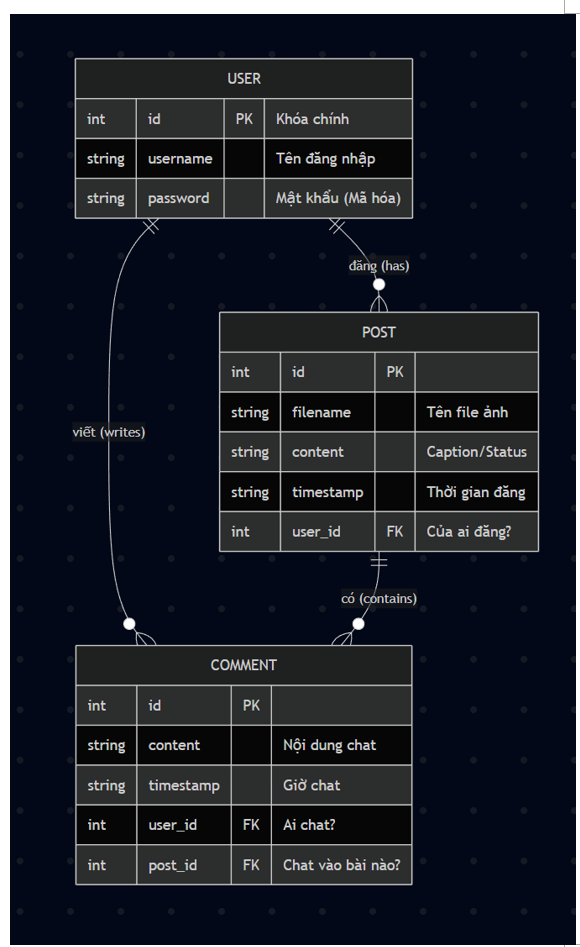 USER
int id PK Khóa chính
string username Tên đăng nhập
string password Mật khẩu (Mã hóa)
đăng (has)
POST
int id PK
string filename Tên file ảnh
string content Caption/Status
string timestamp Thời gian đăng
int user_id FK Của ai đăng?
viết (writes)
có (contains)
COMMENT
int id PK
string content Nội dung chat
string timestamp Giờ chat
int user_id FK Ai chat?
int post_id FK Chat vào bài nào?